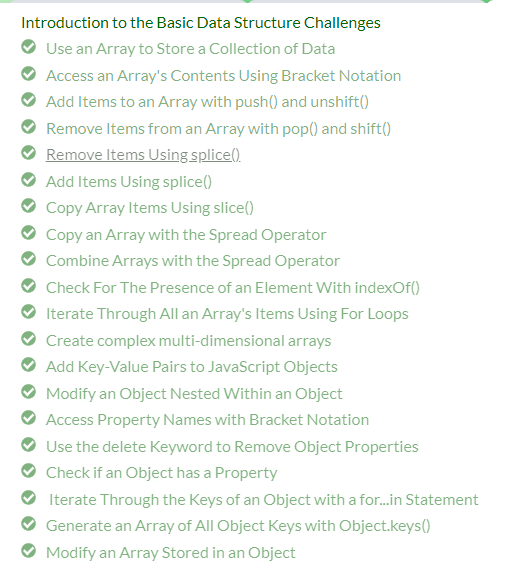 Introduction to the Basic Data Structure Challenges
Use an Array to Store a Collection of Data
Access an Array's Contents Using Bracket Notation
Add Items to an Array with push() and unshift()
Remove Items from an Array with pop() and shift()
Remove Items Using splice()
Add Items Using splice()
Copy Array Items Using slice()
Copy an Array with the Spread Operator
Combine Arrays with the Spread Operator
Check For The Presence of an Element With indexOf()
Iterate Through All an Array's Items Using For Loops
Create complex multi-dimensional arrays
Add Key-Value Pairs to JavaScript Objects
Modify an Object Nested Within an Object
Access Property Names with Bracket Notation
Use the delete Keyword to Remove Object Properties
Check if an Object has a Property
Iterate Through the Keys of an Object with a for...in Statement
Generate an Array of All Object Keys with Object.keys()
Modify an Array Stored in an Object